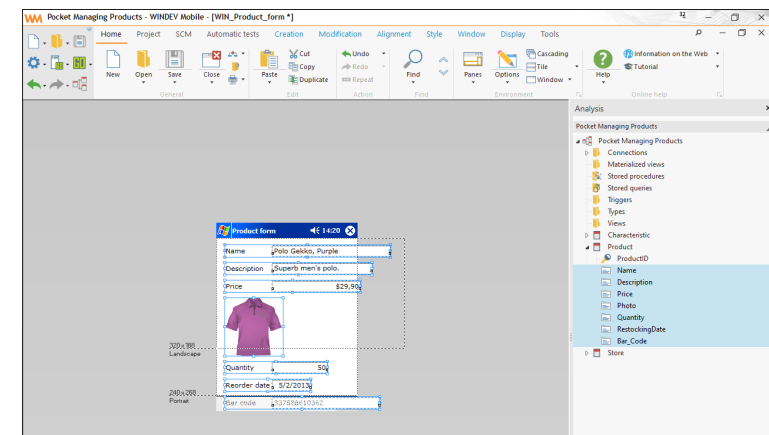 Pocket Managing Products - WINDEV Mobile - [WIN_Product_form *]
Home Project SCM Automatic tests Creation Modification Alignment Style Window Display Tools
New Open Save Close Paste Cut Copy Duplicate Undo Redo Repeat Find Panes Options Cascading Tile Window Help Information on the Web Tutorial
General Edit Action Find Environment Online help
Analysis
Pocket Managing Products
Pocket Managing Products
Connections
Materialized views
Stored procedures
Stored queries
Triggers
Types
Views
Characteristic
Product
ProductID
Name
Description
Price
Photo
Quantity
RestockingDate
Bar_Code
Store
Product form 14:20
Name Polo Gekko, Purple
Description Superb men's polo.
Price $29,90
320x188
Landscape
Quantity 50
Reorder date 5/2/2013
240x268
Portrait
Bar code 337588610362